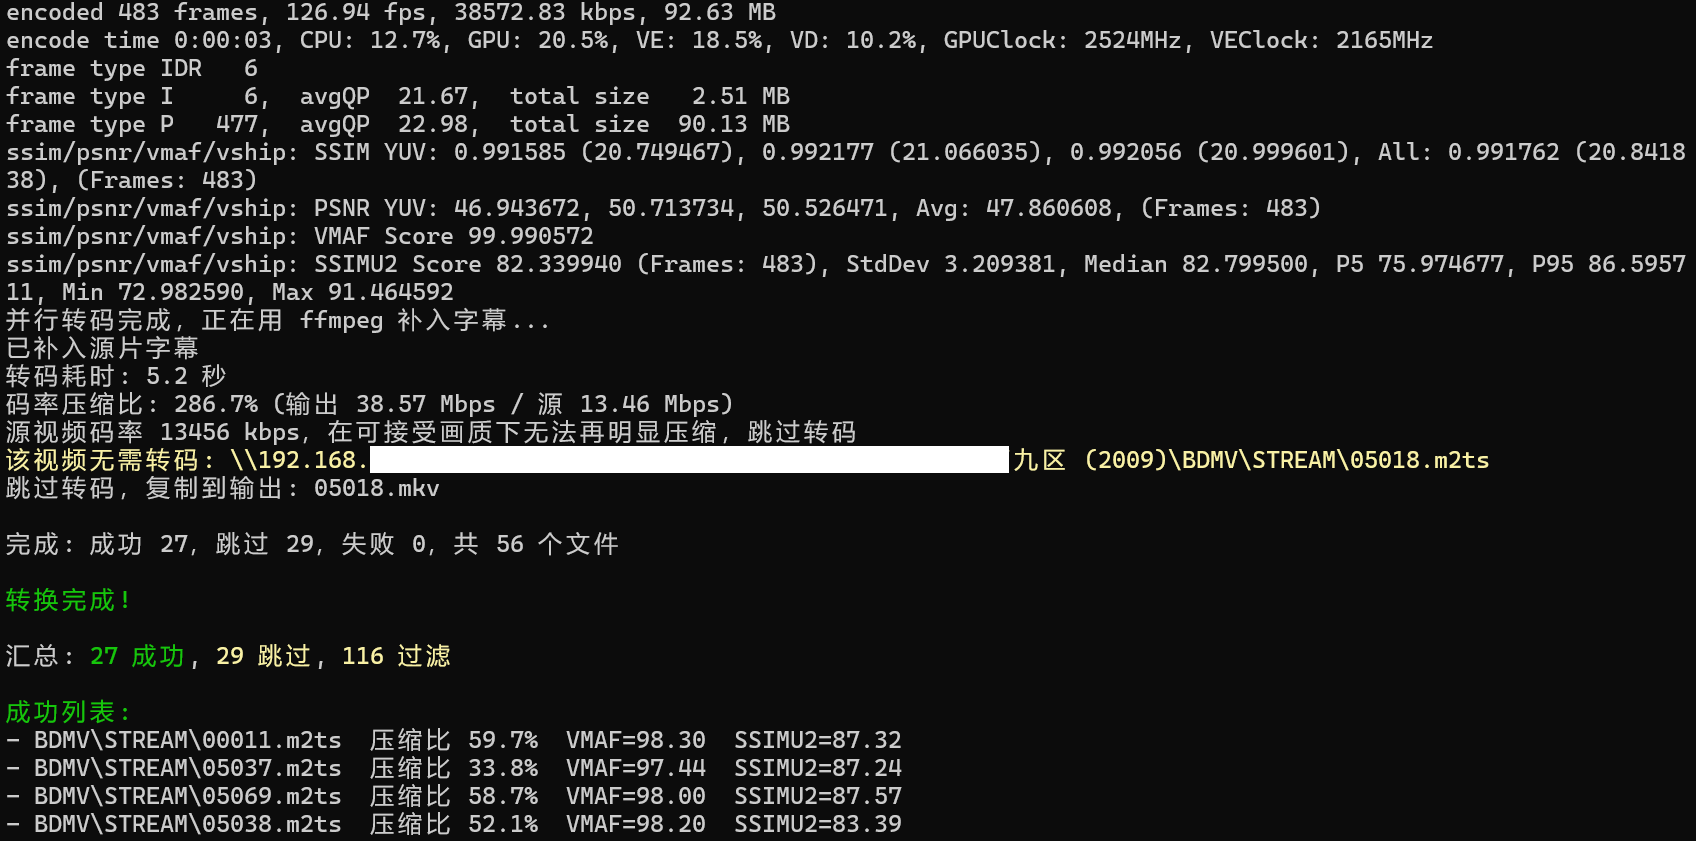 encoded 483 frames, 126.94 fps, 38572.83 kbps, 92.63 MB
encode time 0:00:03, CPU: 12.7%, GPU: 20.5%, VE: 18.5%, VD: 10.2%, GPUClock: 2524MHz, VEClock: 2165MHz
frame type IDR   6
frame type I     6,  avgQP  21.67,  total size   2.51 MB
frame type P   477,  avgQP  22.98,  total size  90.13 MB
ssim/psnr/vmaf/vship: SSIM YUV: 0.991585 (20.749467), 0.992177 (21.066035), 0.992056 (20.999601), All: 0.991762 (20.8418
38), (Frames: 483)
ssim/psnr/vmaf/vship: PSNR YUV: 46.943672, 50.713734, 50.526471, Avg: 47.860608, (Frames: 483)
ssim/psnr/vmaf/vship: VMAF Score 99.990572
ssim/psnr/vmaf/vship: SSIMU2 Score 82.339940 (Frames: 483), StdDev 3.209381, Median 82.799500, P5 75.974677, P95 86.5957
11, Min 72.982590, Max 91.464592
并行转码完成, 正在用 ffmpeg 补入字幕...
已补入源片字幕
转码耗时: 5.2 秒
码率压缩比: 286.7% (输出 38.57 Mbps / 源 13.46 Mbps)
源视频码率 13456 kbps, 在可接受画质下无法再明显压缩, 跳过转码
该视频无需转码: \\192.168.九区 (2009)\BDMV\STREAM\05018.m2ts
跳过转码, 复制到输出: 05018.mkv
完成: 成功 27, 跳过 29, 失败 0, 共 56 个文件
转换完成!
汇总: 27 成功, 29 跳过, 116 过滤
成功列表:
- BDMV\STREAM\00011.m2ts  压缩比 59.7%  VMAF=98.30  SSIMU2=87.32
- BDMV\STREAM\05037.m2ts  压缩比 33.8%  VMAF=97.44  SSIMU2=87.24
- BDMV\STREAM\05069.m2ts  压缩比 58.7%  VMAF=98.00  SSIMU2=87.57
- BDMV\STREAM\05038.m2ts  压缩比 52.1%  VMAF=98.20  SSIMU2=83.39